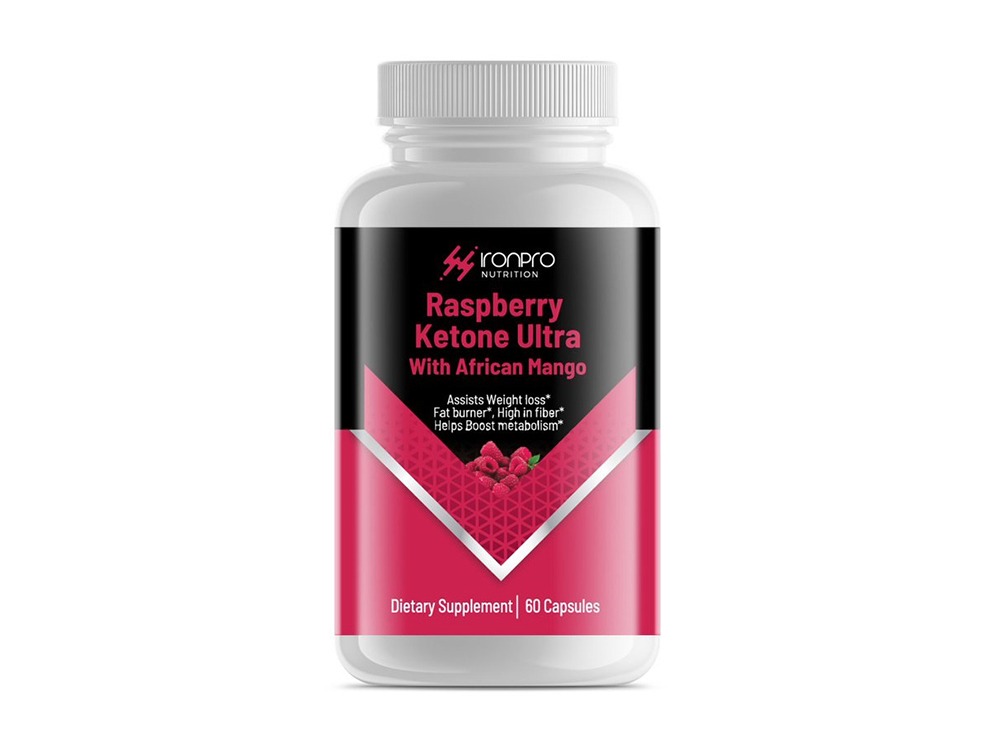 IRONPRO
NUTRITION
Raspberry
Ketone Ultra
With African Mango
Assists Weight loss*
Fat burner*, High in fiber*
Helps Boost metabolism*
Dietary Supplement | 60 Capsules